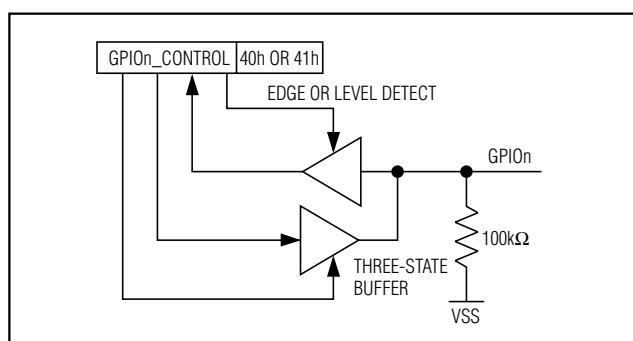 GPIOn_CONTROL 40h OR 41h
EDGE OR LEVEL DETECT
GPIOn
100kΩ
THREE-STATE
BUFFER
VSS